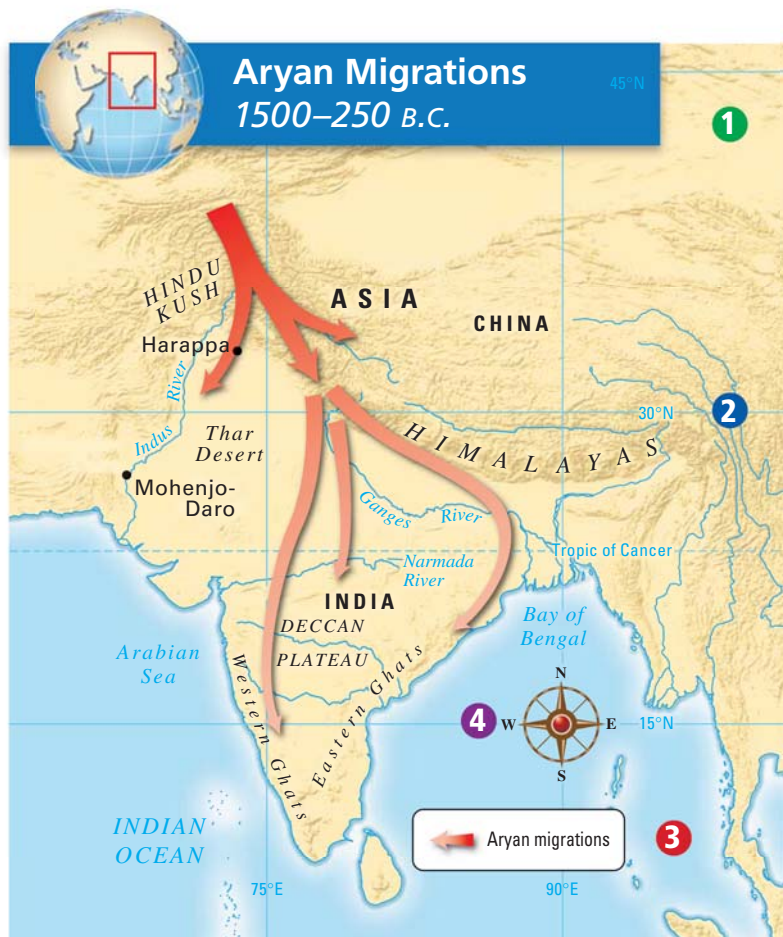 Aryan Migrations
1500–250 B.C.
45°N
1
HINDU
KUSH
ASIA
CHINA
Harappa
Indus River
30°N
2
Thar
Desert
HIMALAYAS
Mohenjo-
Daro
Ganges River
Tropic of Cancer
Narmada
River
INDIA
DECCAN
PLATEAU
Bay of
Bengal
Arabian
Sea
Western Ghats
Eastern Ghats
N
4
W
E
15°N
S
INDIAN
OCEAN
Aryan migrations
3
75°E
90°E